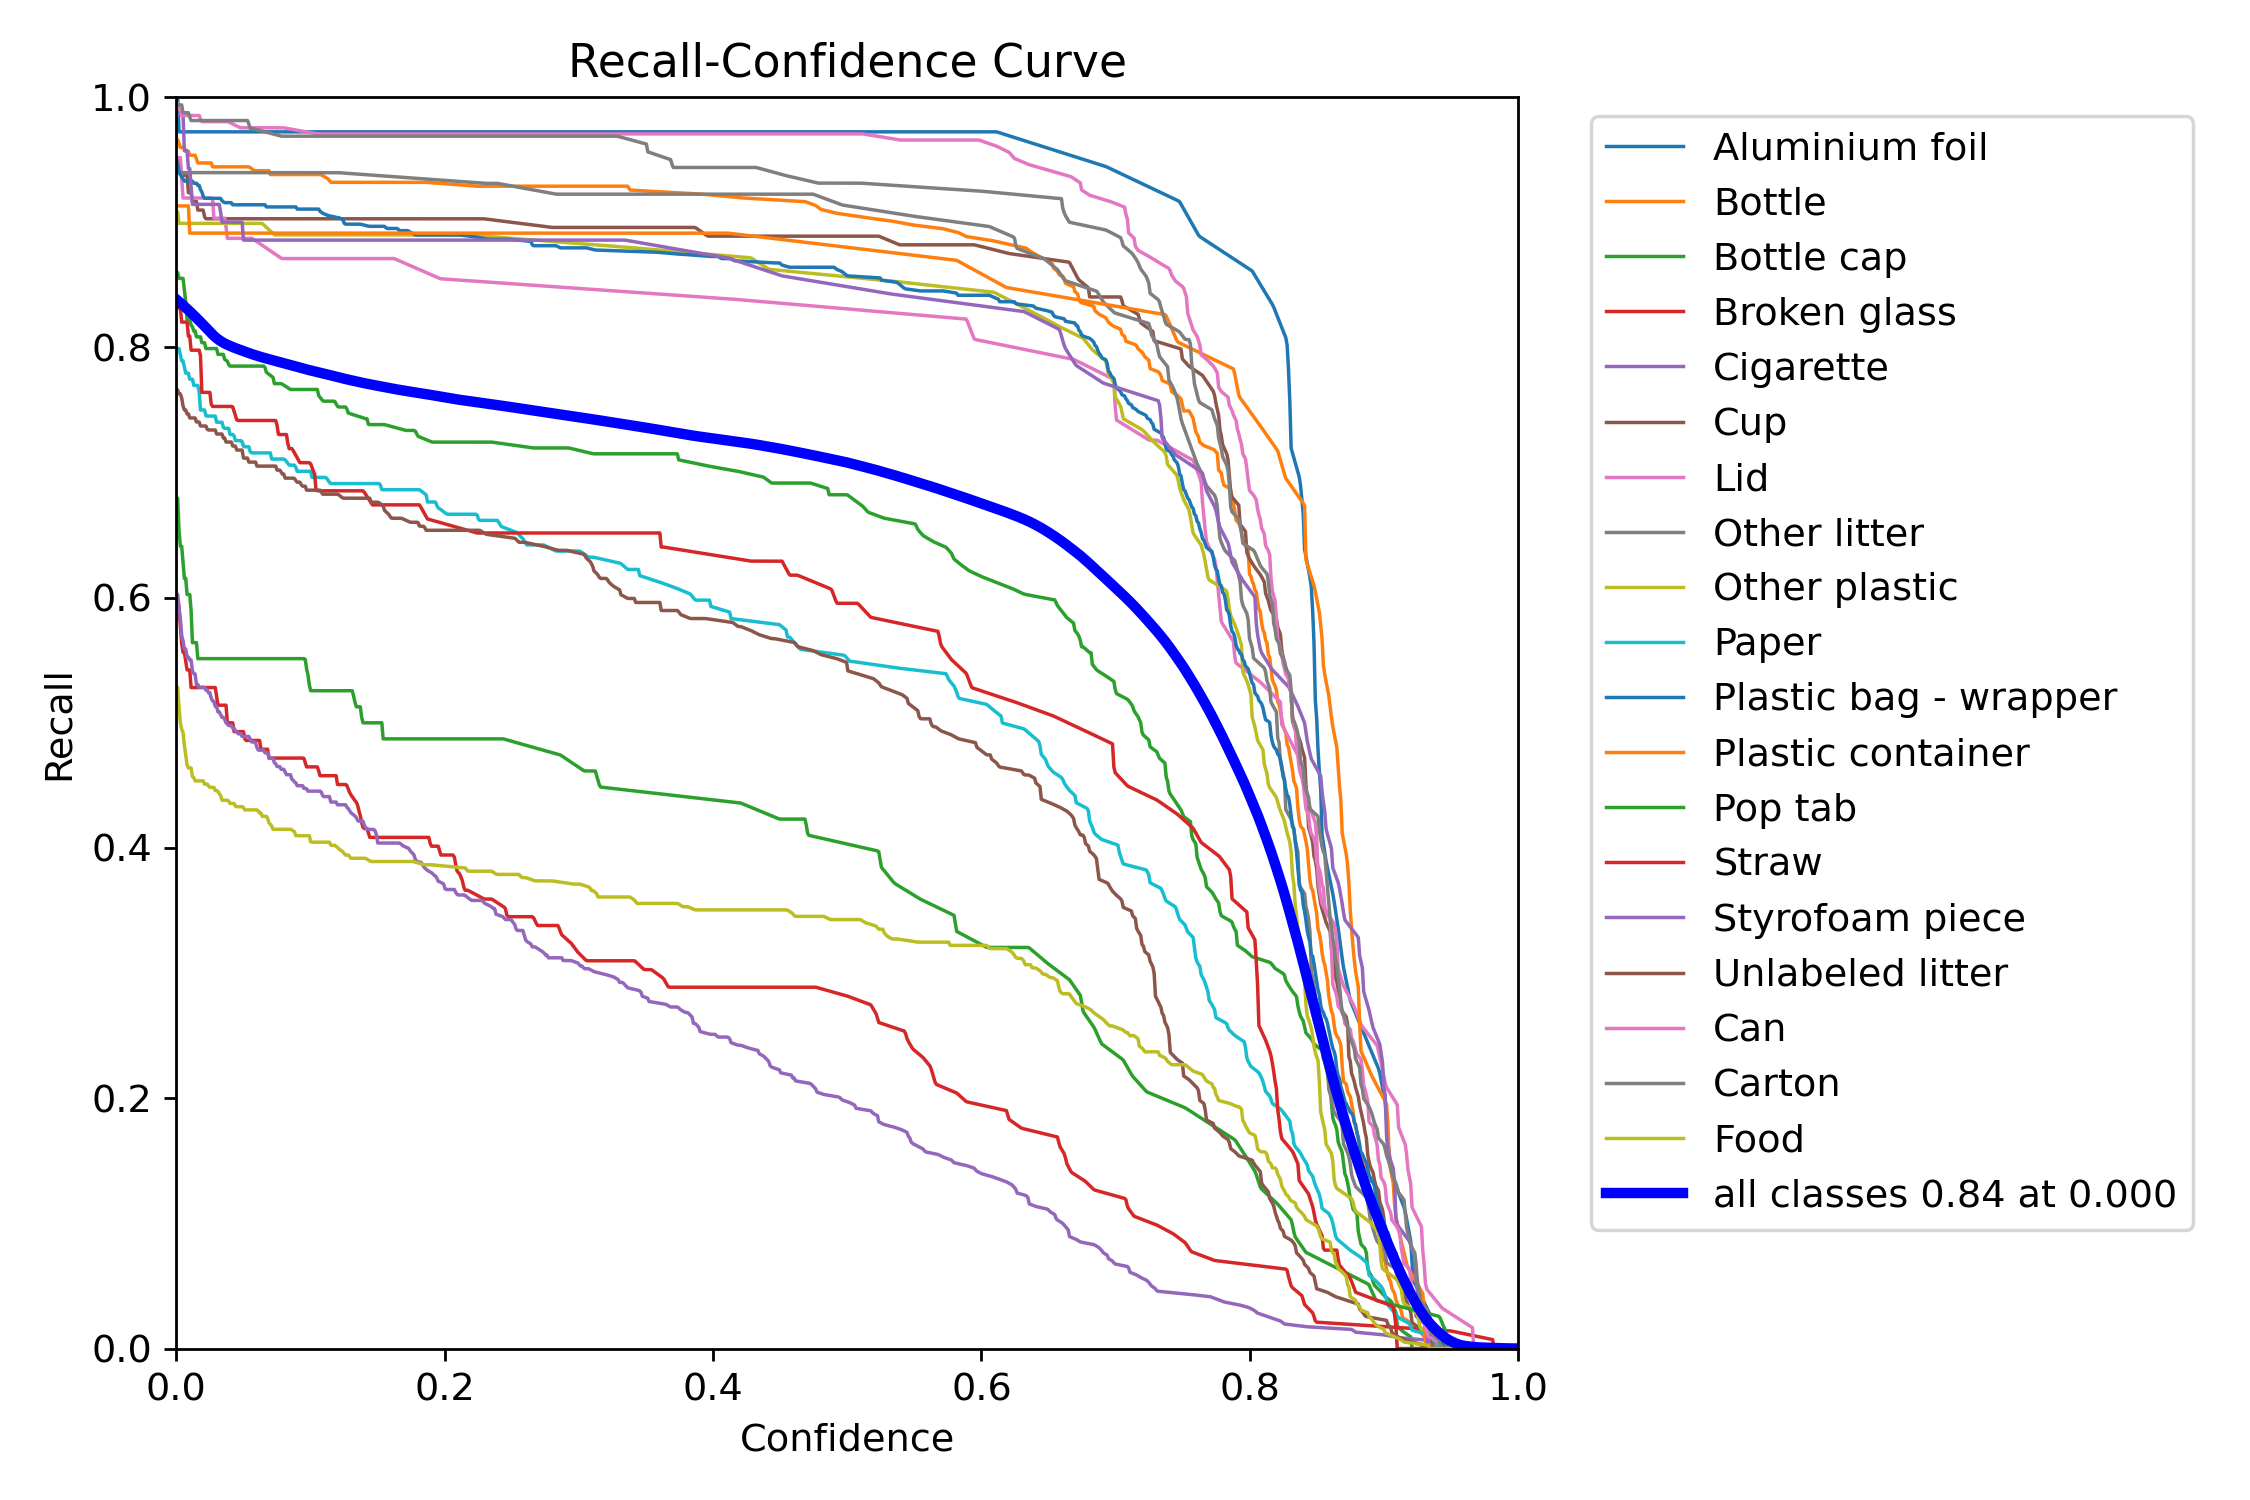 Recall-Confidence Curve
1.0
0.8
0.6
0.4
0.2
0.0
Recall
0.0 0.2 0.4 0.6 0.8 1.0
Confidence
Aluminium foil
Bottle
Bottle cap
Broken glass
Cigarette
Cup
Lid
Other litter
Other plastic
Paper
Plastic bag - wrapper
Plastic container
Pop tab
Straw
Styrofoam piece
Unlabeled litter
Can
Carton
Food
all classes 0.84 at 0.000